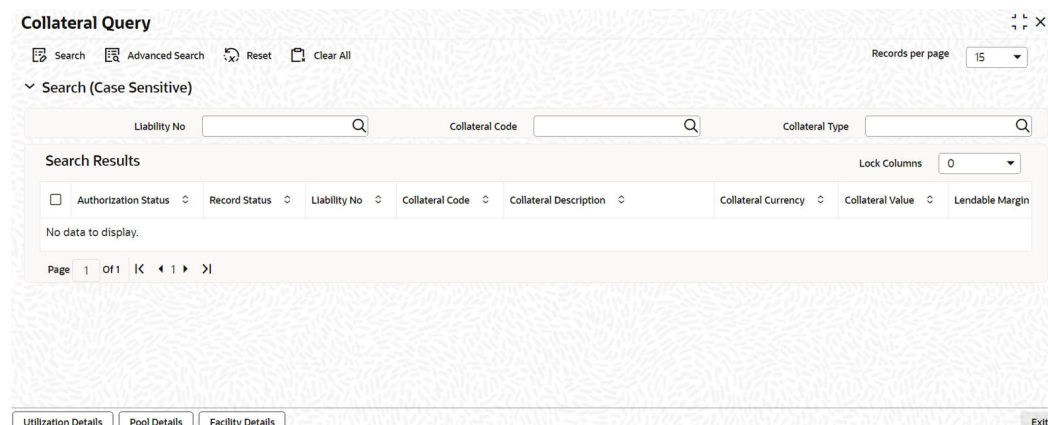 Collateral Query
Search Advanced Search Reset Clear All Records per page 15
Search (Case Sensitive)
Liability No Collateral Code Collateral Type
Search Results Lock Columns 0
Authorization Status Record Status Liability No Collateral Code Collateral Description Collateral Currency Collateral Value Lendable Margin
No data to display.
Page 1 Of 1 1
Utilization Details Pool Details Facility Details Exit